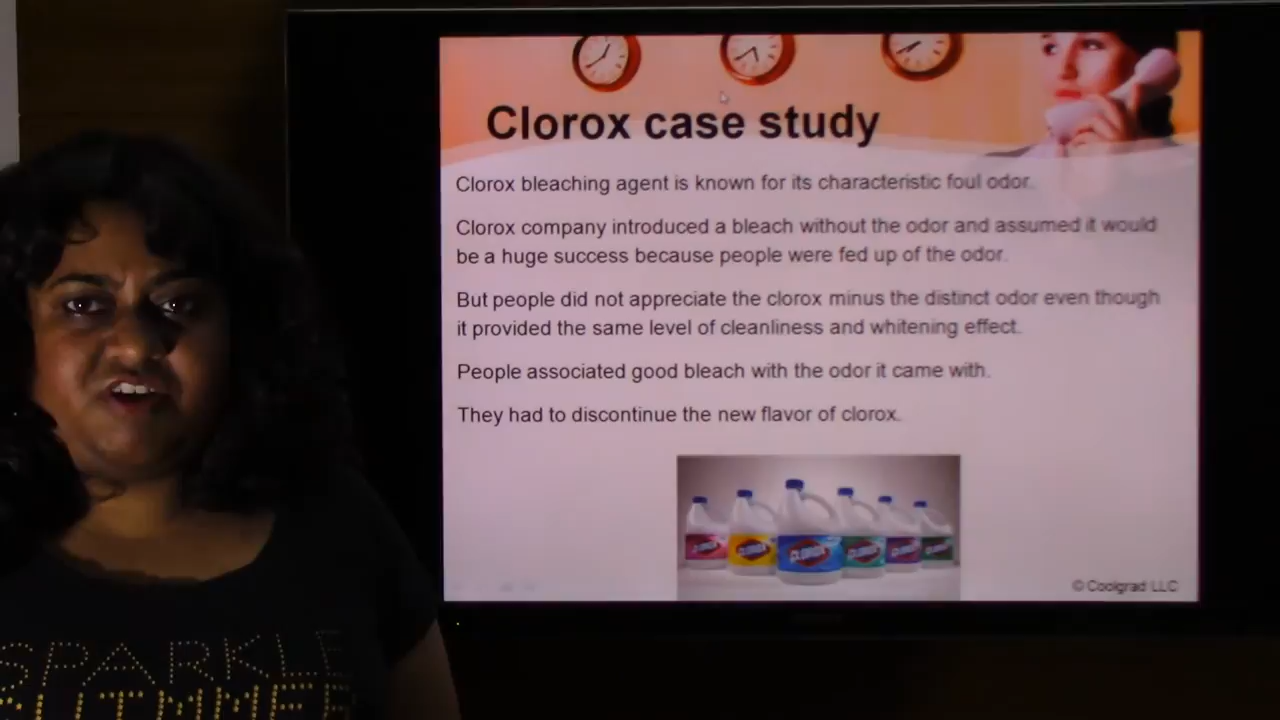 Clorox case study
Clorox bleaching agent is known for its characteristic foul odor.
Clorox company introduced a bleach without the odor and assumed it would
be a huge success because people were fed up of the odor.
But people did not appreciate the clorox minus the distinct odor even though
it provided the same level of cleanliness and whitening effect.
People associated good bleach with the odor it came with.
They had to discontinue the new flavor of clorox.
CLOROX
© Coolgrad LLC
SPARKLE